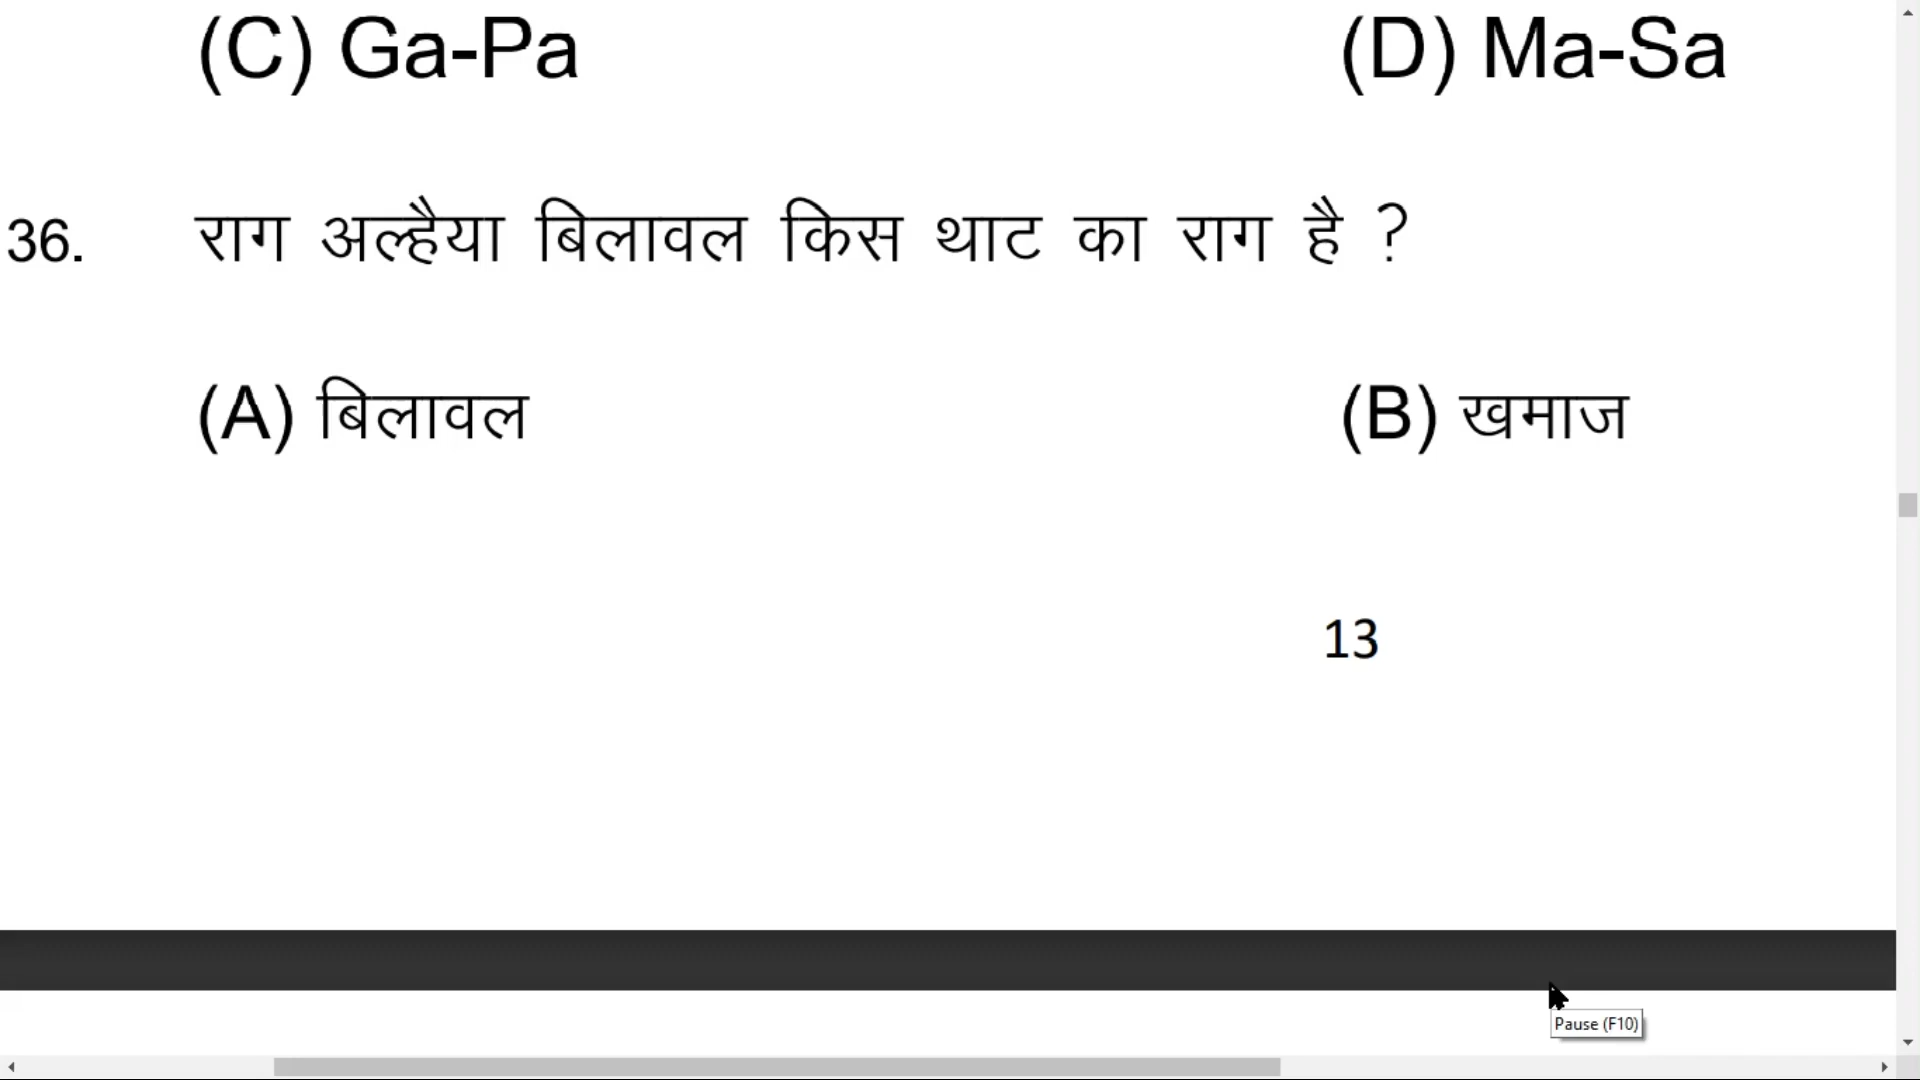 (C) Ga-Pa (D) Ma-Sa
36. राग अल्हैया बिलावल किस थाट का राग है ?
(A) बिलावल (B) खमाज
13
Pause (F10)